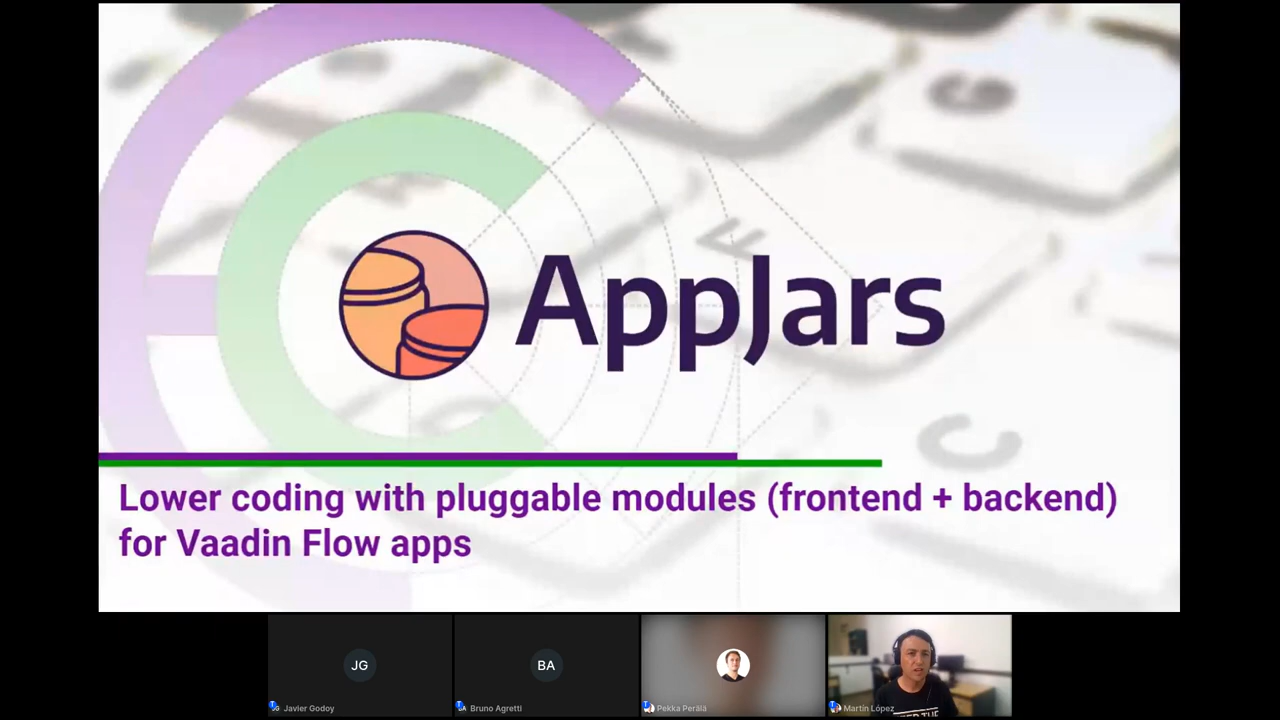 G
F
C
AppJars
Lower coding with pluggable modules (frontend + backend)
for Vaadin Flow apps
JG
BA
Javier Godoy
Bruno Agretti
Pekka Perälä
Martín López